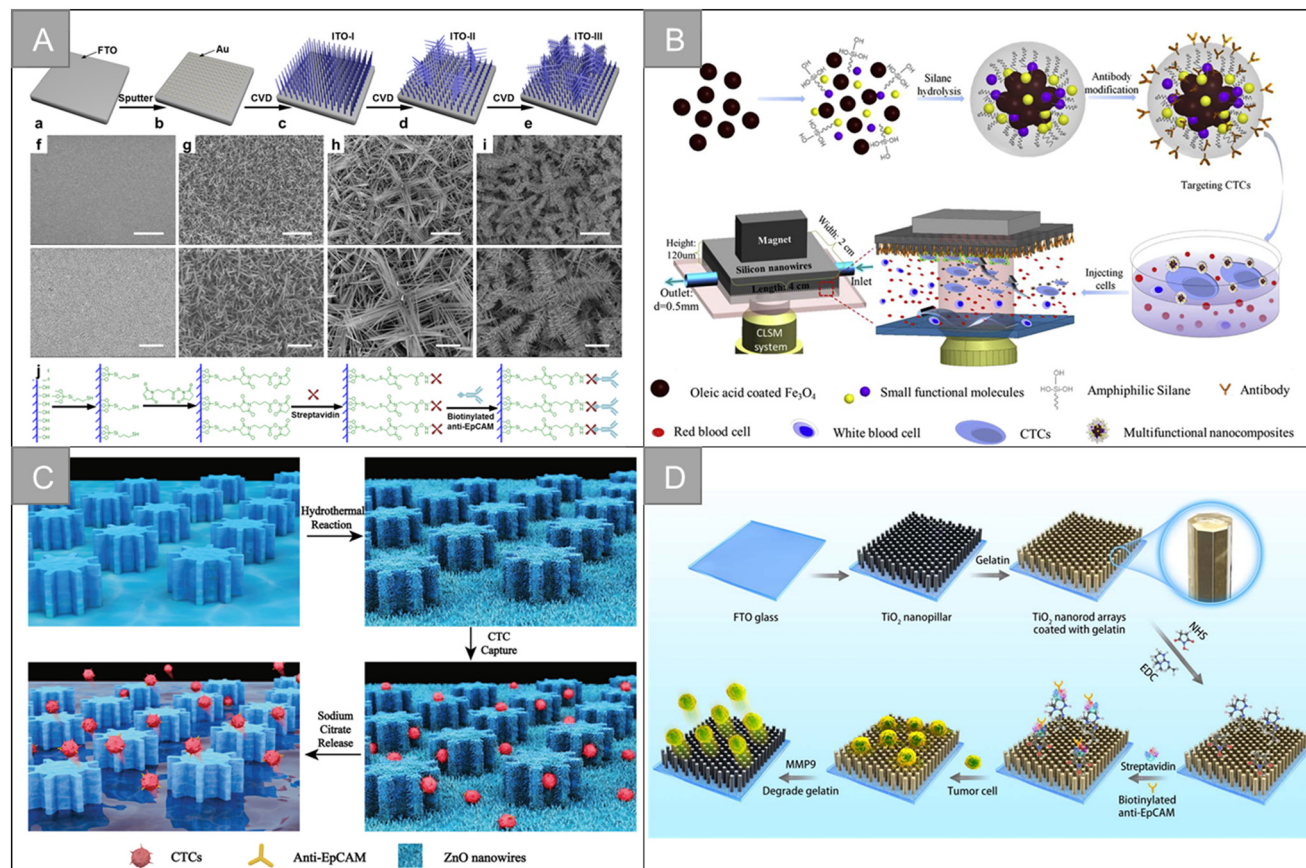 A
FTO
Au
ITO-I
ITO-II
ITO-III
Sputter
CVD
CVD
CVD
a
b
c
d
e
f
g
h
i
j
Streptavidin
Biotinylated
anti-EpCAM
B
Silane
hydrolysis
Antibody
modification
Targeting CTCs
Injecting
cells
Height:
120um
Magnet
Width: 2 cm
Silicon nanowires
Length: 4 cm
Inlet
Outlet:
d=0.5mm
CLSM
system
Oleic acid coated Fe₃O₄
Small functional molecules
Amphiphilic Silane
Antibody
Red blood cell
White blood cell
CTCs
Multifunctional nanocomposites
C
Hydrothermal
Reaction
CTC
Capture
Sodium
Citrate
Release
CTCs
Anti-EpCAM
ZnO nanowires
D
FTO glass
TiO₂ nanopillar
Gelatin
TiO₂ nanorod arrays
coated with gelatin
NHS
EDC
Streptavidin
Biotinylated
anti-EpCAM
Tumor cell
MMP9
Degrade gelatin